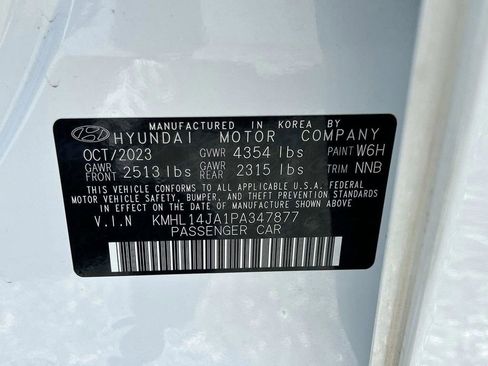 MANUFACTURED IN KOREA BY
HYUNDAI MOTOR COMPANY
OCT/2023 GVWR 4354 lbs PAINT W6H
GAWR FRONT 2513 lbs GAWR REAR 2315 lbs TRIM NNB
THIS VEHICLE CONFORMS TO ALL APPLICABLE U.S.A. FEDERAL
MOTOR VEHICLE SAFETY, BUMPER, AND THEFT PREVENTION STANDARDS
IN EFFECT ON THE DATE OF MANUFACTURE SHOWN ABOVE.
V.I.N KMHL14JA1PA347877
PASSENGER CAR